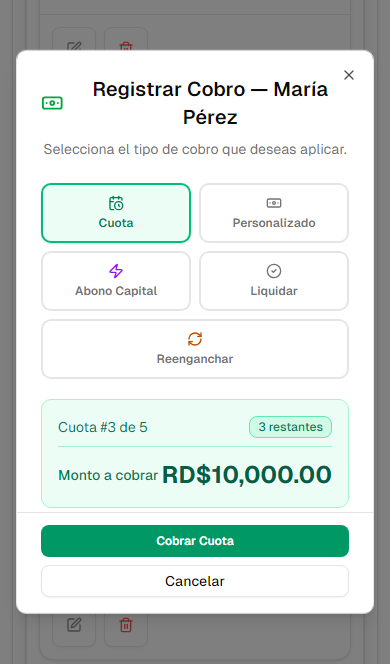 Registrar Cobro — María
Pérez
Selecciona el tipo de cobro que deseas aplicar.
Cuota
Personalizado
Abono Capital
Liquidar
Reenganchar
Cuota #3 de 5
3 restantes
Monto a cobrar RD$10,000.00
Cobrar Cuota
Cancelar